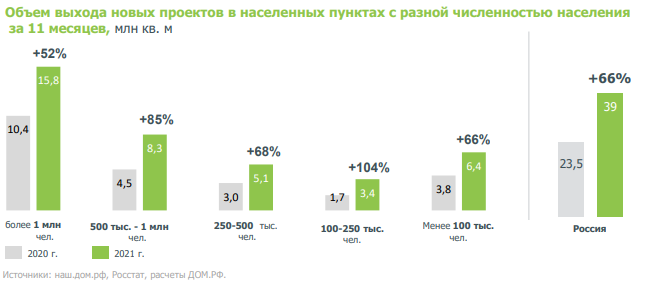 Объем выхода новых проектов в населенных пунктах с разной численностью населения
за 11 месяцев, млн кв. м
+52%
15,8
10,4
+85%
8,3
4,5
+68%
5,1
3,0
+104%
3,4
1,7
+66%
6,4
3,8
+66%
39
23,5
более 1 млн
чел.
500 тыс. - 1 млн
чел.
250-500 тыс.
чел.
100-250 тыс.
чел.
Менее 100 тыс.
чел.
Россия
2020 г.
2021 г.
Источники: наш.дом.рф, Росстат, расчеты ДОМ.РФ.